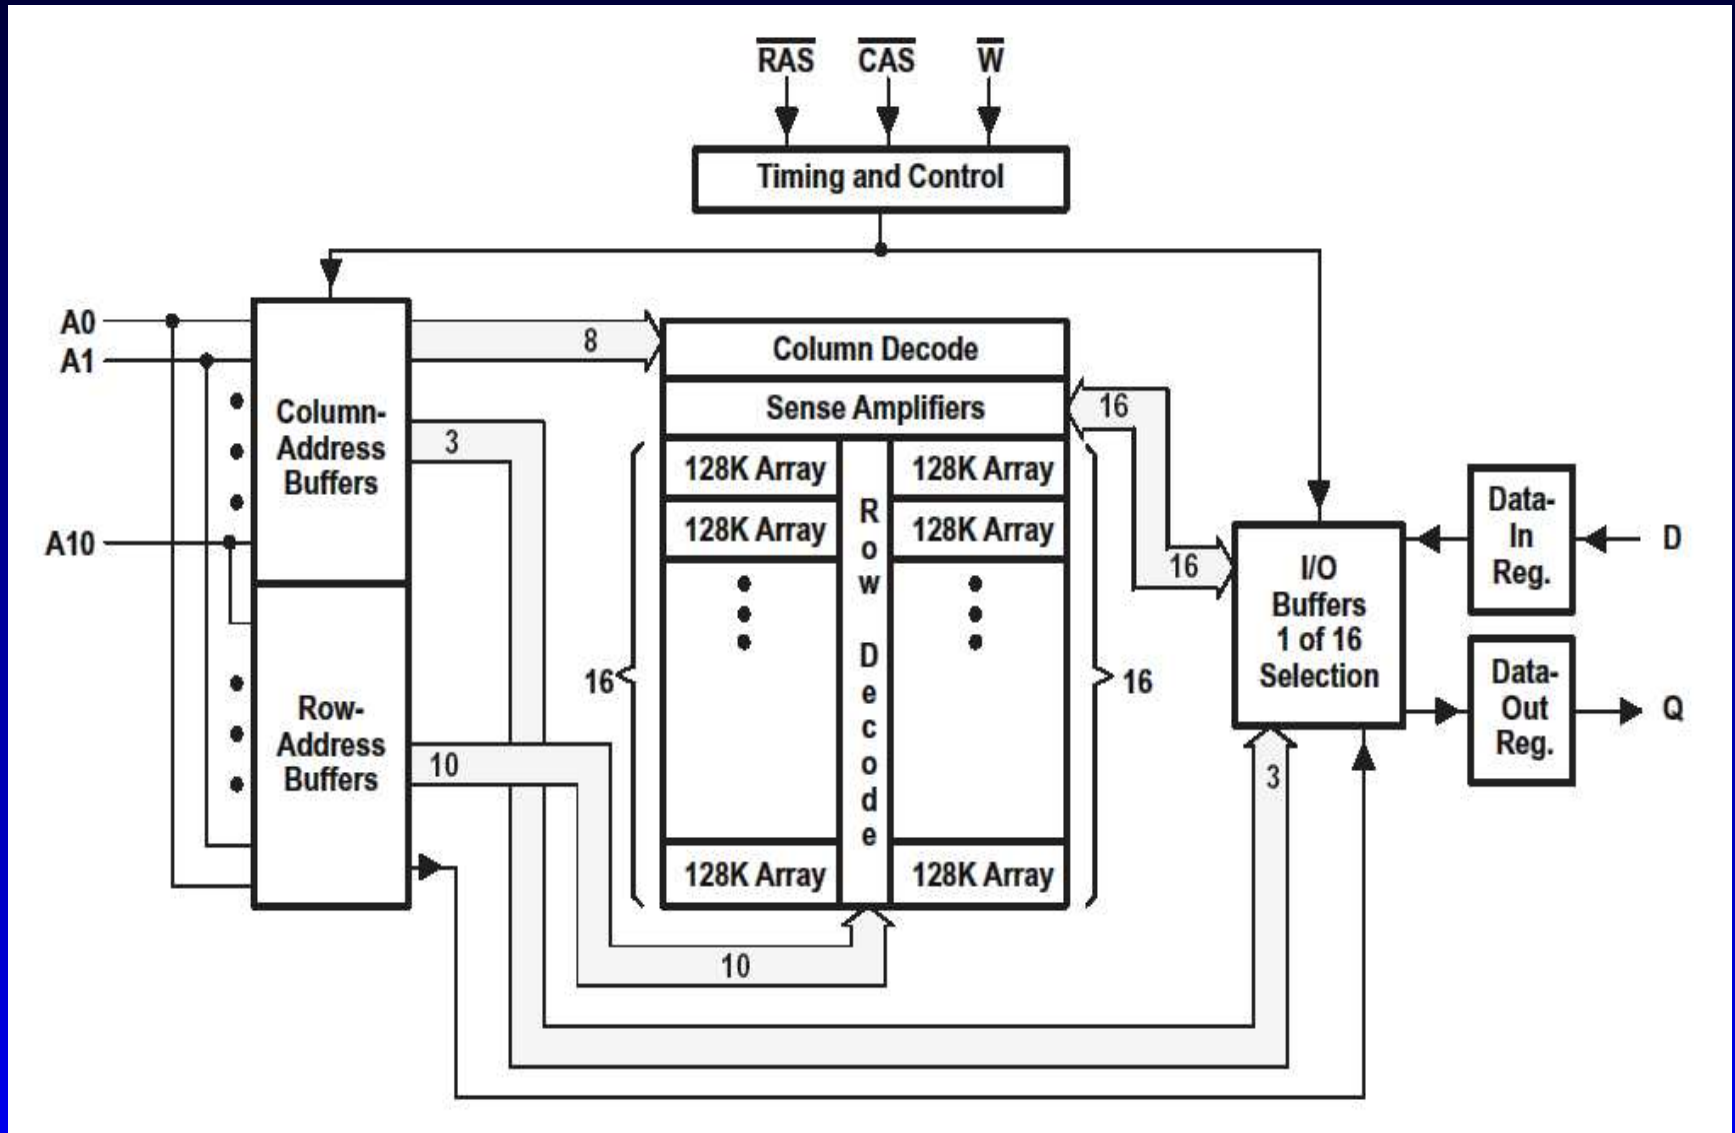 RAS CAS W
Timing and Control
A0
A1
A10
Column-
Address
Buffers
Row-
Address
Buffers
8
3
10
10
Column Decode
Sense Amplifiers
128K Array
128K Array
128K Array
R
o
w
D
e
c
o
d
e
128K Array
128K Array
128K Array
16
16
16
16
I/O
Buffers
1 of 16
Selection
3
Data-
In
Reg.
D
Data-
Out
Reg.
Q